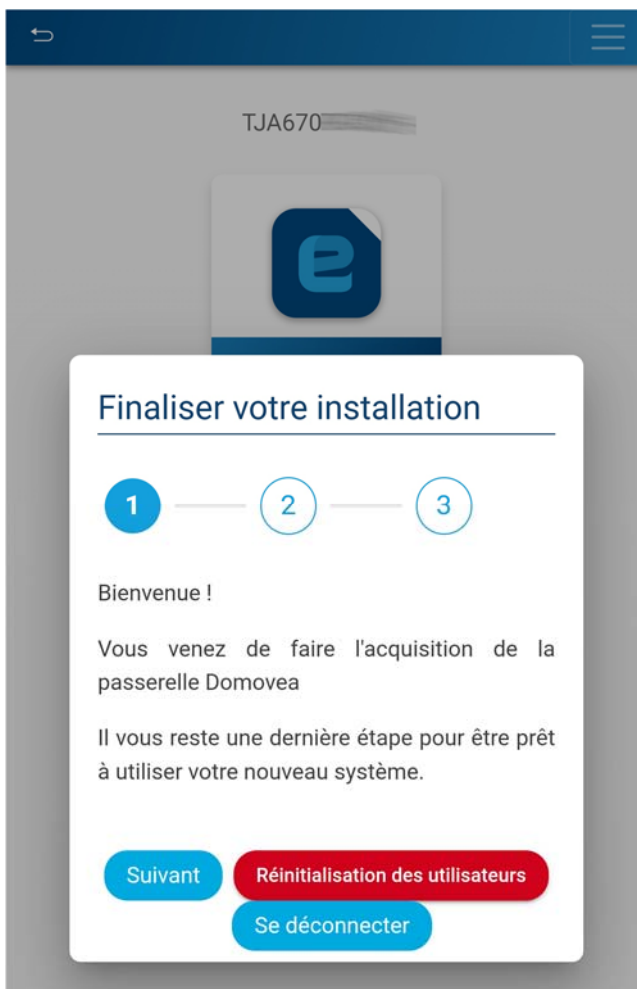 TJA670
Finaliser votre installation
1
2
3
Bienvenue !
Vous venez de faire l'acquisition de la
passerelle Domovea
Il vous reste une dernière étape pour être prêt
à utiliser votre nouveau système.
Suivant
Réinitialisation des utilisateurs
Se déconnecter